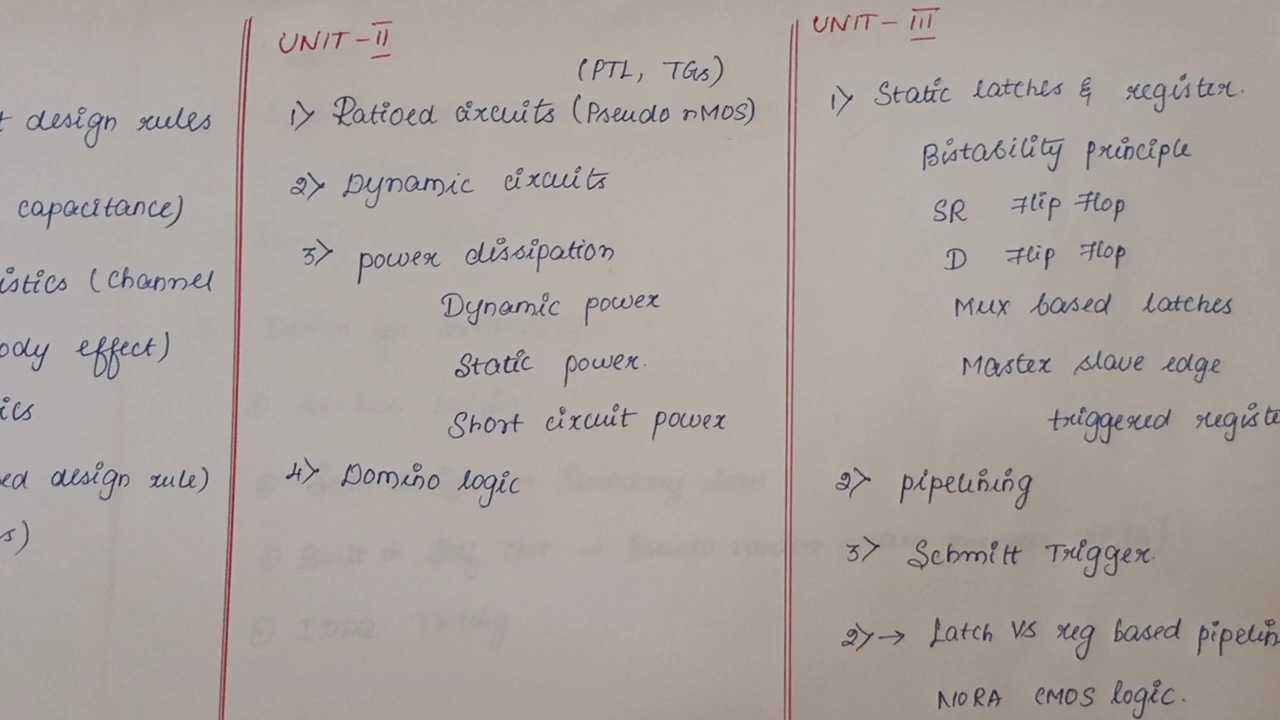 t design rules
capacitance)
istics (channel
ody effect)
ics
ed design rule)
s)
UNIT-II
(PTL, TGs)
1) Ratioed circuits (Pseudo nMOS)
2) Dynamic circuits
3) power dissipation
Dynamic power
Static power.
Short circuit power
4) Domino logic
UNIT-III
1) Static latches & register.
Bistability principle
SR Flip Flop
D Flip Flop
Mux based latches
Master slave edge
triggered registe
2) pipelining
3) Schmitt Trigger.
2) → Latch VS reg based pipelin
NORA CMOS logic.